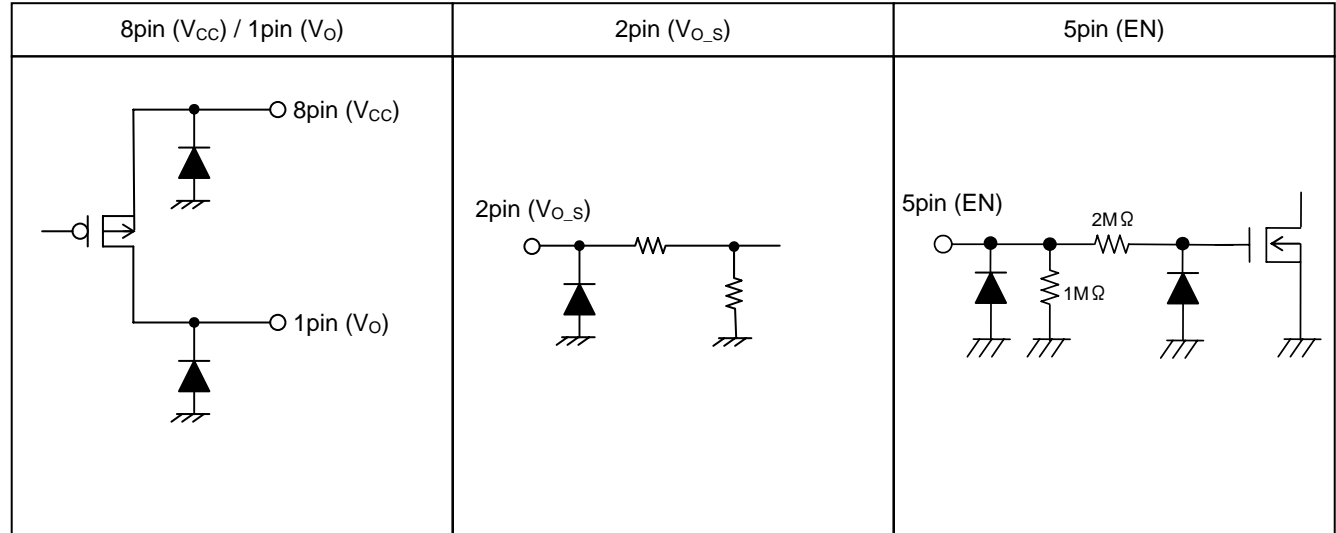 8pin (VCC) / 1pin (VO)
2pin (VO_S)
5pin (EN)
8pin (VCC)
1pin (VO)
2pin (VO_S)
5pin (EN)
2MΩ
1MΩ